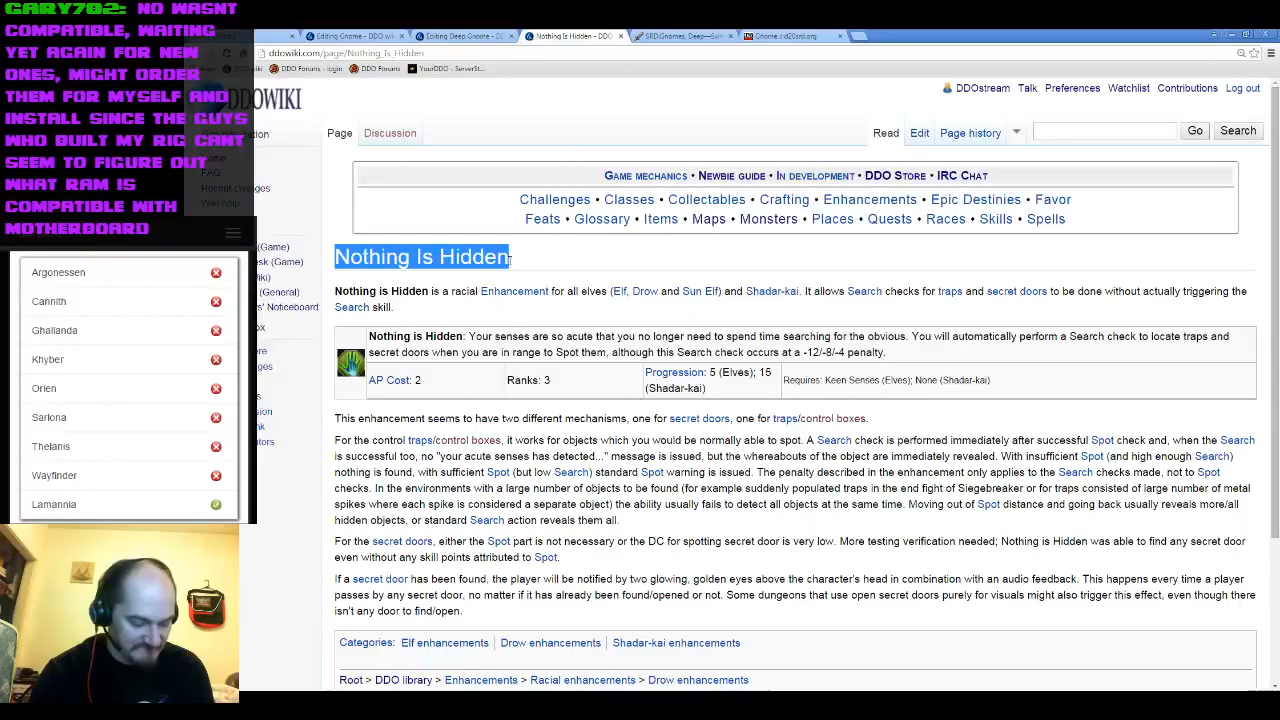 GARY702: NO WASNT
COMPATIBLE, WAITING
YET AGAIN FOR NEW
ONES, MIGHT ORDER
THEM FOR MYSELF AND
INSTALL SINCE THE GUYS
WHO BUILT MY RIG CANT
SEEM TO FIGURE OUT
WHAT RAM IS
COMPATIBLE WITH
MOTHERBOARD
Editing Gnome - DDO wiki
Editing Deep Gnome -
Nothing Is Hidden - DDO
SRD:Gnomes, Deep—Svir
Gnome :: d20srd.org
ddowiki.com/page/Nothing_Is_Hidden
DDO Forums - login
DDO Forums
YourDDO - ServerSt...
DDOWIKI
DDOstream Talk Preferences Watchlist Contributions Log out
Page Discussion Read Edit Page history Go Search
FAQ
Recent changes
Wiki help
Game mechanics • Newbie guide • In development • DDO Store • IRC Chat
Challenges • Classes • Collectables • Crafting • Enhancements • Epic Destinies • Favor
Feats • Glossary • Items • Maps • Monsters • Places • Quests • Races • Skills • Spells
(Game)
esk (Game)
(General)
rs' Noticeboard
Nothing Is Hidden
Nothing is Hidden is a racial Enhancement for all elves (Elf, Drow and Sun Elf) and Shadar-kai. It allows Search checks for traps and secret doors to be done without actually triggering the
Search skill.
Nothing is Hidden: Your senses are so acute that you no longer need to spend time searching for the obvious. You will automatically perform a Search check to locate traps and
secret doors when you are in range to Spot them, although this Search check occurs at a -12/-8/-4 penalty.
AP Cost: 2
Ranks: 3
Progression: 5 (Elves); 15
(Shadar-kai)
Requires: Keen Senses (Elves); None (Shadar-kai)
This enhancement seems to have two different mechanisms, one for secret doors, one for traps/control boxes.
For the control traps/control boxes, it works for objects which you would be normally able to spot. A Search check is performed immediately after successful Spot check and, when the Search
is successful too, no "your acute senses has detected..." message is issued, but the whereabouts of the object are immediately revealed. With insufficient Spot (and high enough Search)
nothing is found, with sufficient Spot (but low Search) standard Spot warning is issued. The penalty described in the enhancement only applies to the Search checks made, not to Spot
checks. In the environments with a large number of objects to be found (for example suddenly populated traps in the end fight of Siegebreaker or for traps consisted of large number of metal
spikes where each spike is considered a separate object) the ability usually fails to detect all objects at the same time. Moving out of Spot distance and going back usually reveals more/all
hidden objects, or standard Search action reveals them all.
For the secret doors, either the Spot part is not necessary or the DC for spotting secret door is very low. More testing verification needed; Nothing is Hidden was able to find any secret door
even without any skill points attributed to Spot.
If a secret door has been found, the player will be notified by two glowing, golden eyes above the character's head in combination with an audio feedback. This happens every time a player
passes by any secret door, no matter if it has already been found/opened or not. Some dungeons that use open secret doors purely for visuals might also trigger this effect, even though there
isn't any door to find/open.
Categories: Elf enhancements | Drow enhancements | Shadar-kai enhancements
Root > DDO library > Enhancements > Racial enhancements > Drow enhancements
Argonessen
Cannith
Ghallanda
Khyber
Orien
Sarlona
Thelanis
Wayfinder
Lamannia